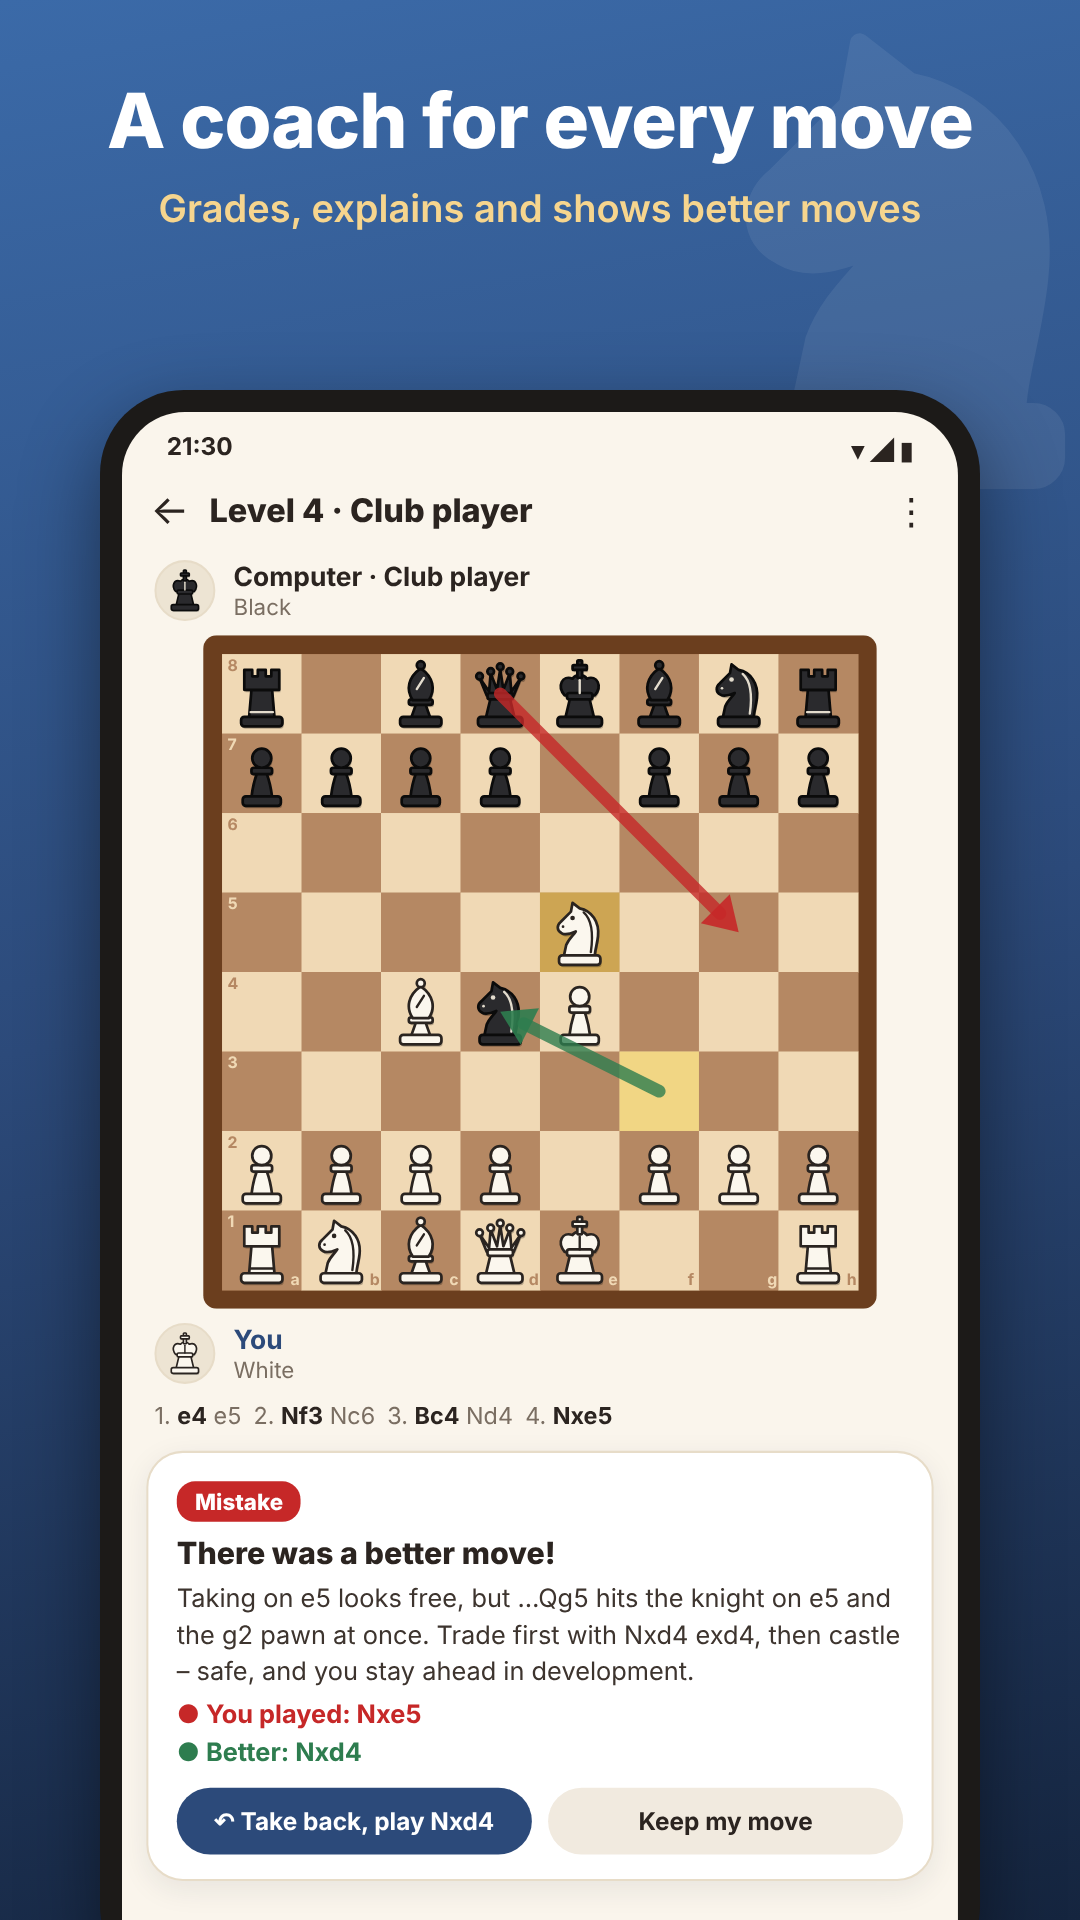 A coach for every move
Grades, explains and shows better moves
21:30
Level 4 · Club player
Computer · Club player
Black
8
7
6
5
4
3
2
1
a b c d e f g h
You
White
1. e4 e5 2. Nf3 Nc6 3. Bc4 Nd4 4. Nxe5
Mistake
There was a better move!
Taking on e5 looks free, but ...Qg5 hits the knight on e5 and
the g2 pawn at once. Trade first with Nxd4 exd4, then castle
– safe, and you stay ahead in development.
You played: Nxe5
Better: Nxd4
↶ Take back, play Nxd4
Keep my move